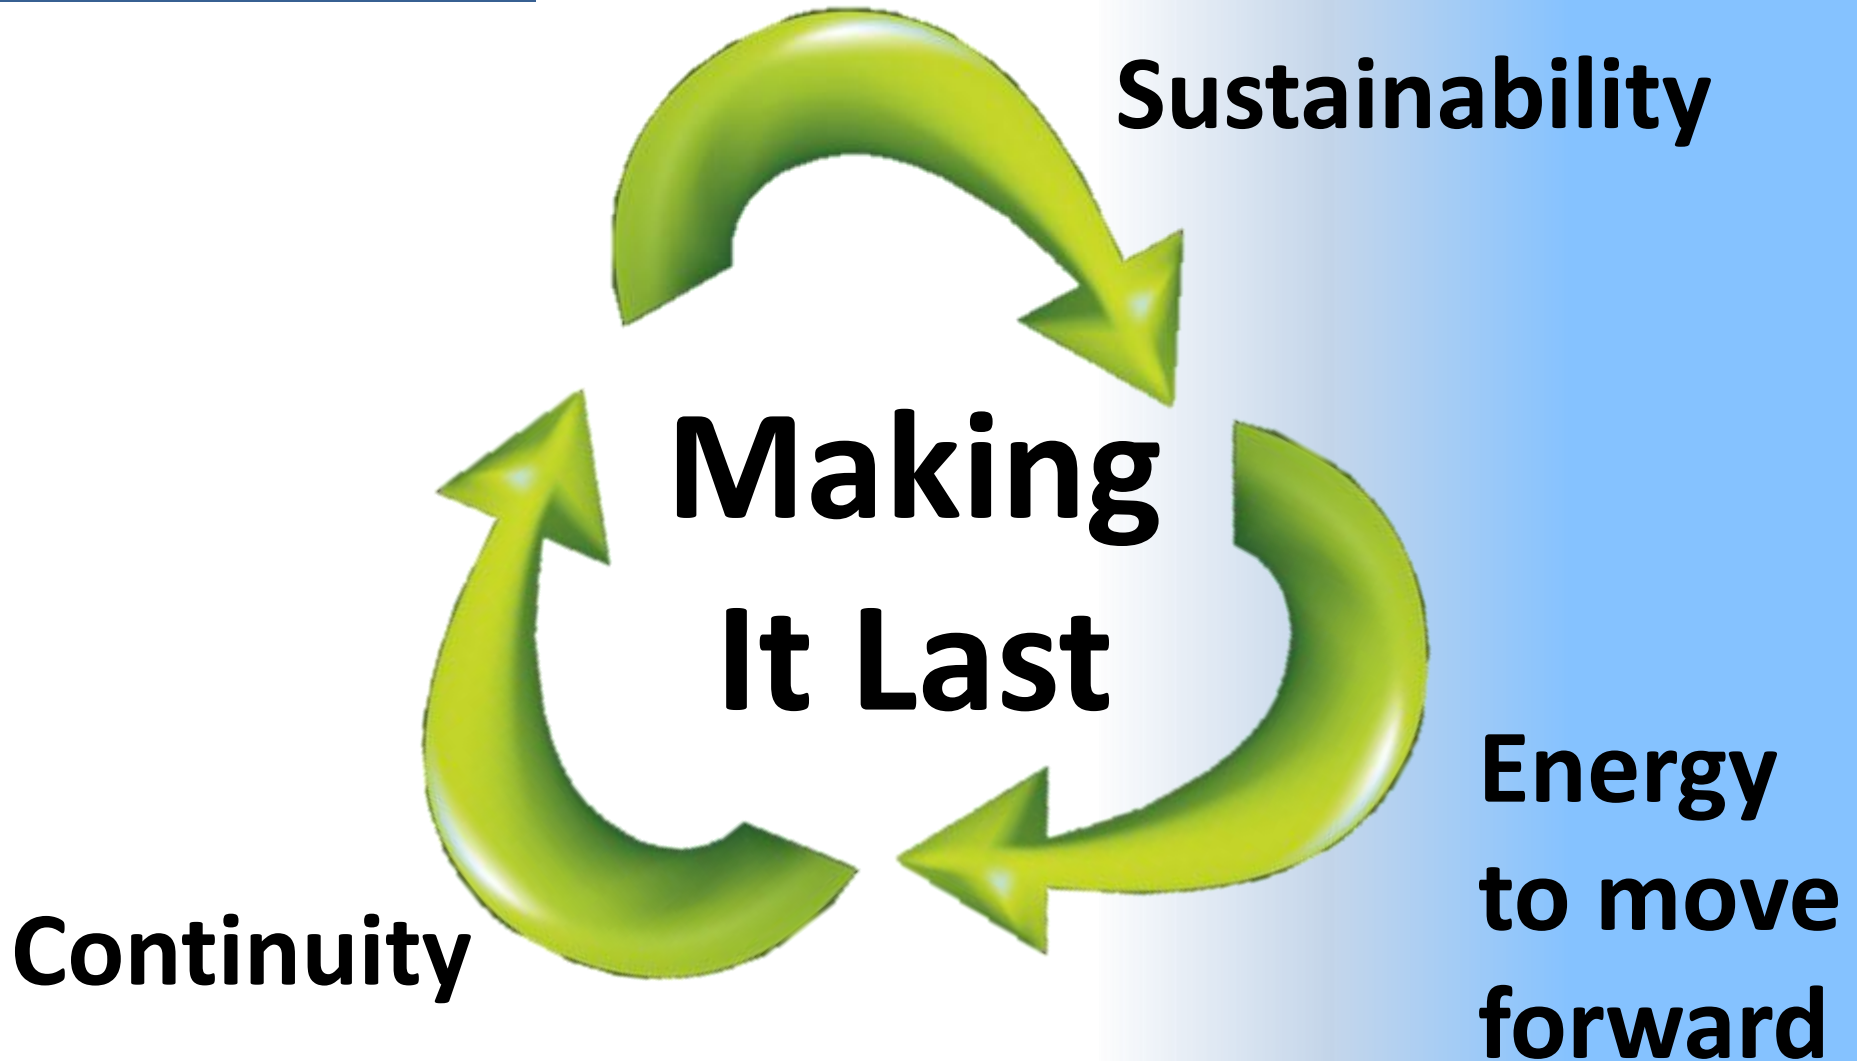 Sustainability
Making
It Last
Energy
to move
forward
Continuity